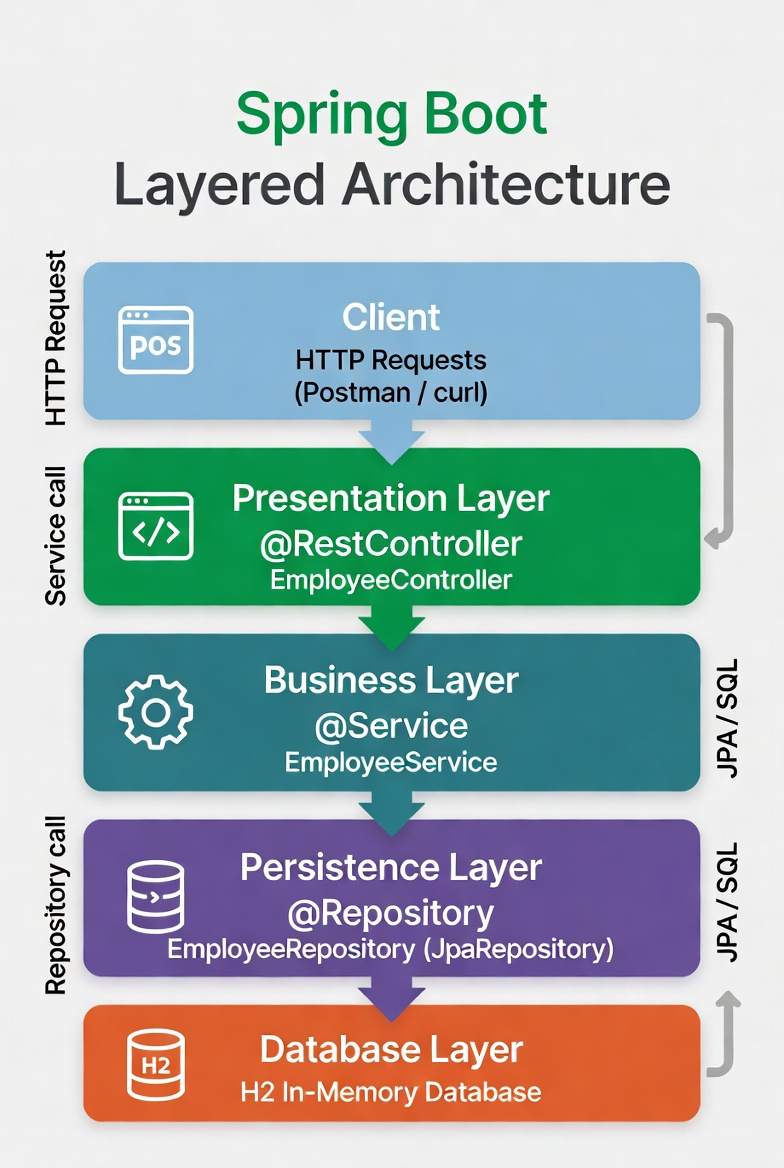 Spring Boot
Layered Architecture
HTTP Request
POS
Client
HTTP Requests
(Postman / curl)
Service call
</>
Presentation Layer
@RestController
EmployeeController
Business Layer
@Service
EmployeeService
JPA / SQL
Repository call
Persistence Layer
@Repository
EmployeeRepository (JpaRepository)
JPA / SQL
H2
Database Layer
H2 In-Memory Database